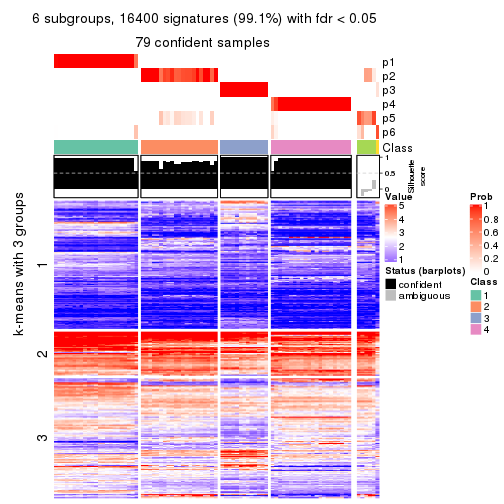 6 subgroups, 16400 signatures (99.1%) with fdr < 0.05
79 confident samples
p1
p2
p3
p4
p5
p6
Class
1
0.5
0
Silhouette
score
k-means with 3 groups
1
2
3
Value
5
4
3
2
1
Status (barplots)
confident
ambiguous
Prob
1
0.8
0.6
0.4
0.2
0
Class
1
2
3
4